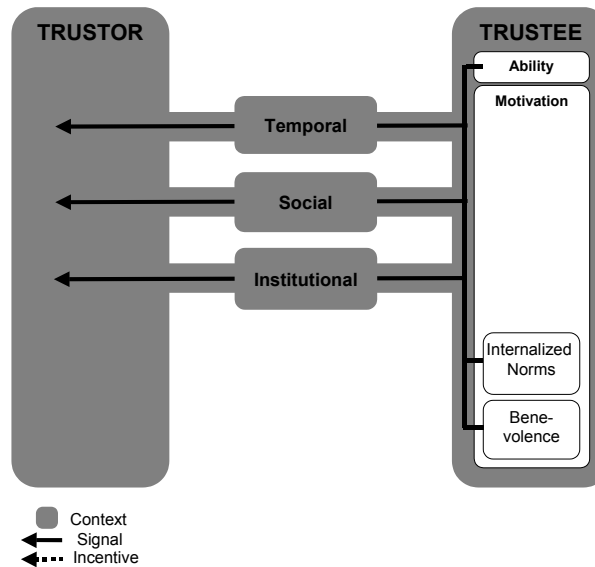 TRUSTOR
TRUSTEE
Ability
Motivation
Temporal
Social
Institutional
Internalized
Norms
Bene-
volence
Context
Signal
Incentive